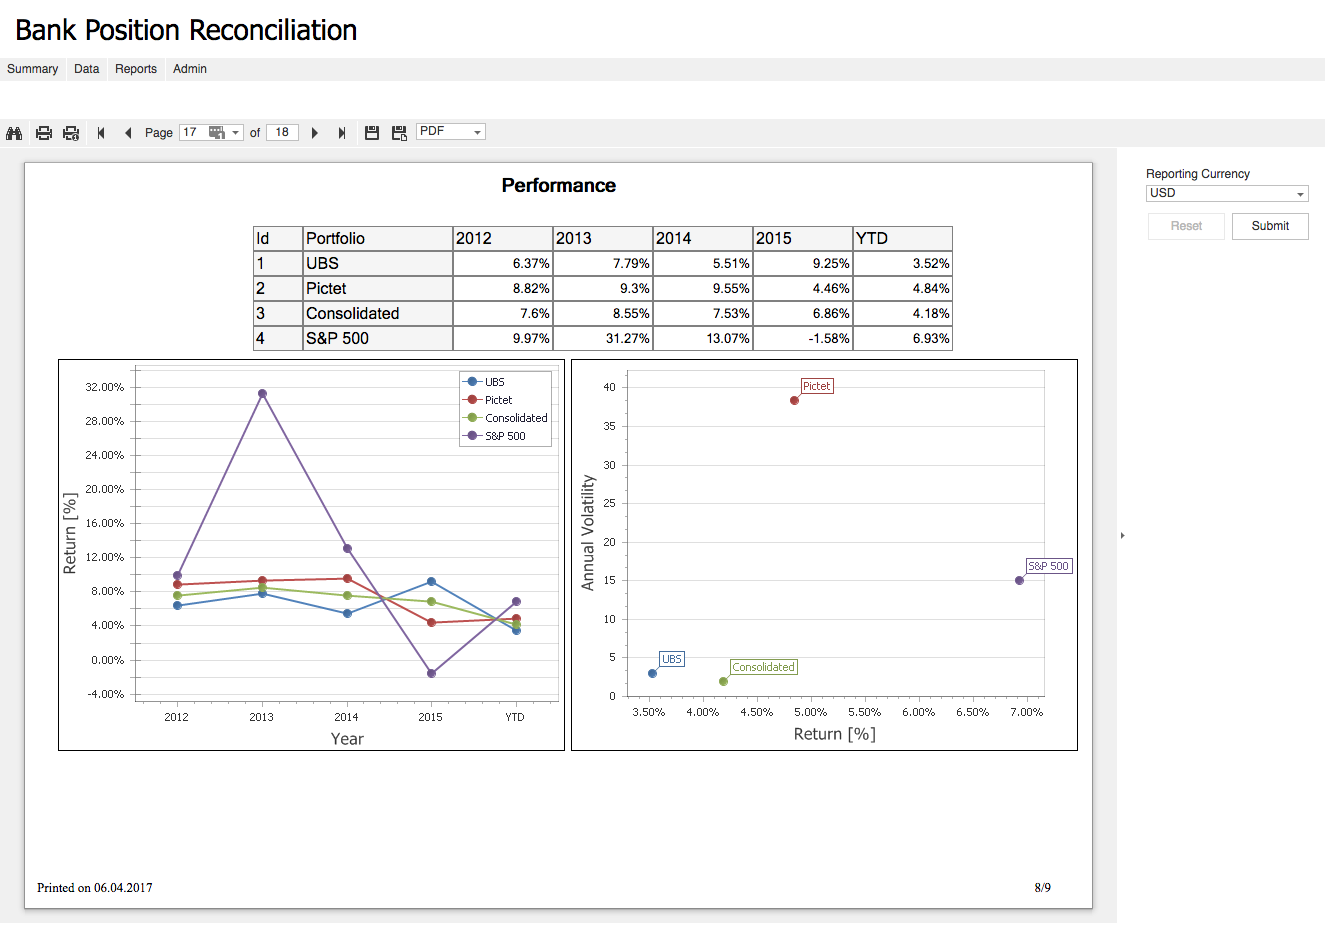 Bank Position Reconciliation
Summary Data Reports Admin
Page 17 of 18 PDF
Reporting Currency
USD
Reset Submit
Performance
Id Portfolio 2012 2013 2014 2015 YTD
1 UBS 6.37% 7.79% 5.51% 9.25% 3.52%
2 Pictet 8.82% 9.3% 9.55% 4.46% 4.84%
3 Consolidated 7.6% 8.55% 7.53% 6.86% 4.18%
4 S&P 500 9.97% 31.27% 13.07% -1.58% 6.93%
Return [%]
32.00%
28.00%
24.00%
20.00%
16.00%
12.00%
8.00%
4.00%
0.00%
-4.00%
UBS
Pictet
Consolidated
S&P 500
2012 2013 2014 2015 YTD
Year
Annual Volatility
40
35
30
25
20
15
10
5
0
Pictet
S&P 500
UBS
Consolidated
3.50% 4.00% 4.50% 5.00% 5.50% 6.00% 6.50% 7.00%
Return [%]
Printed on 06.04.2017 8/9